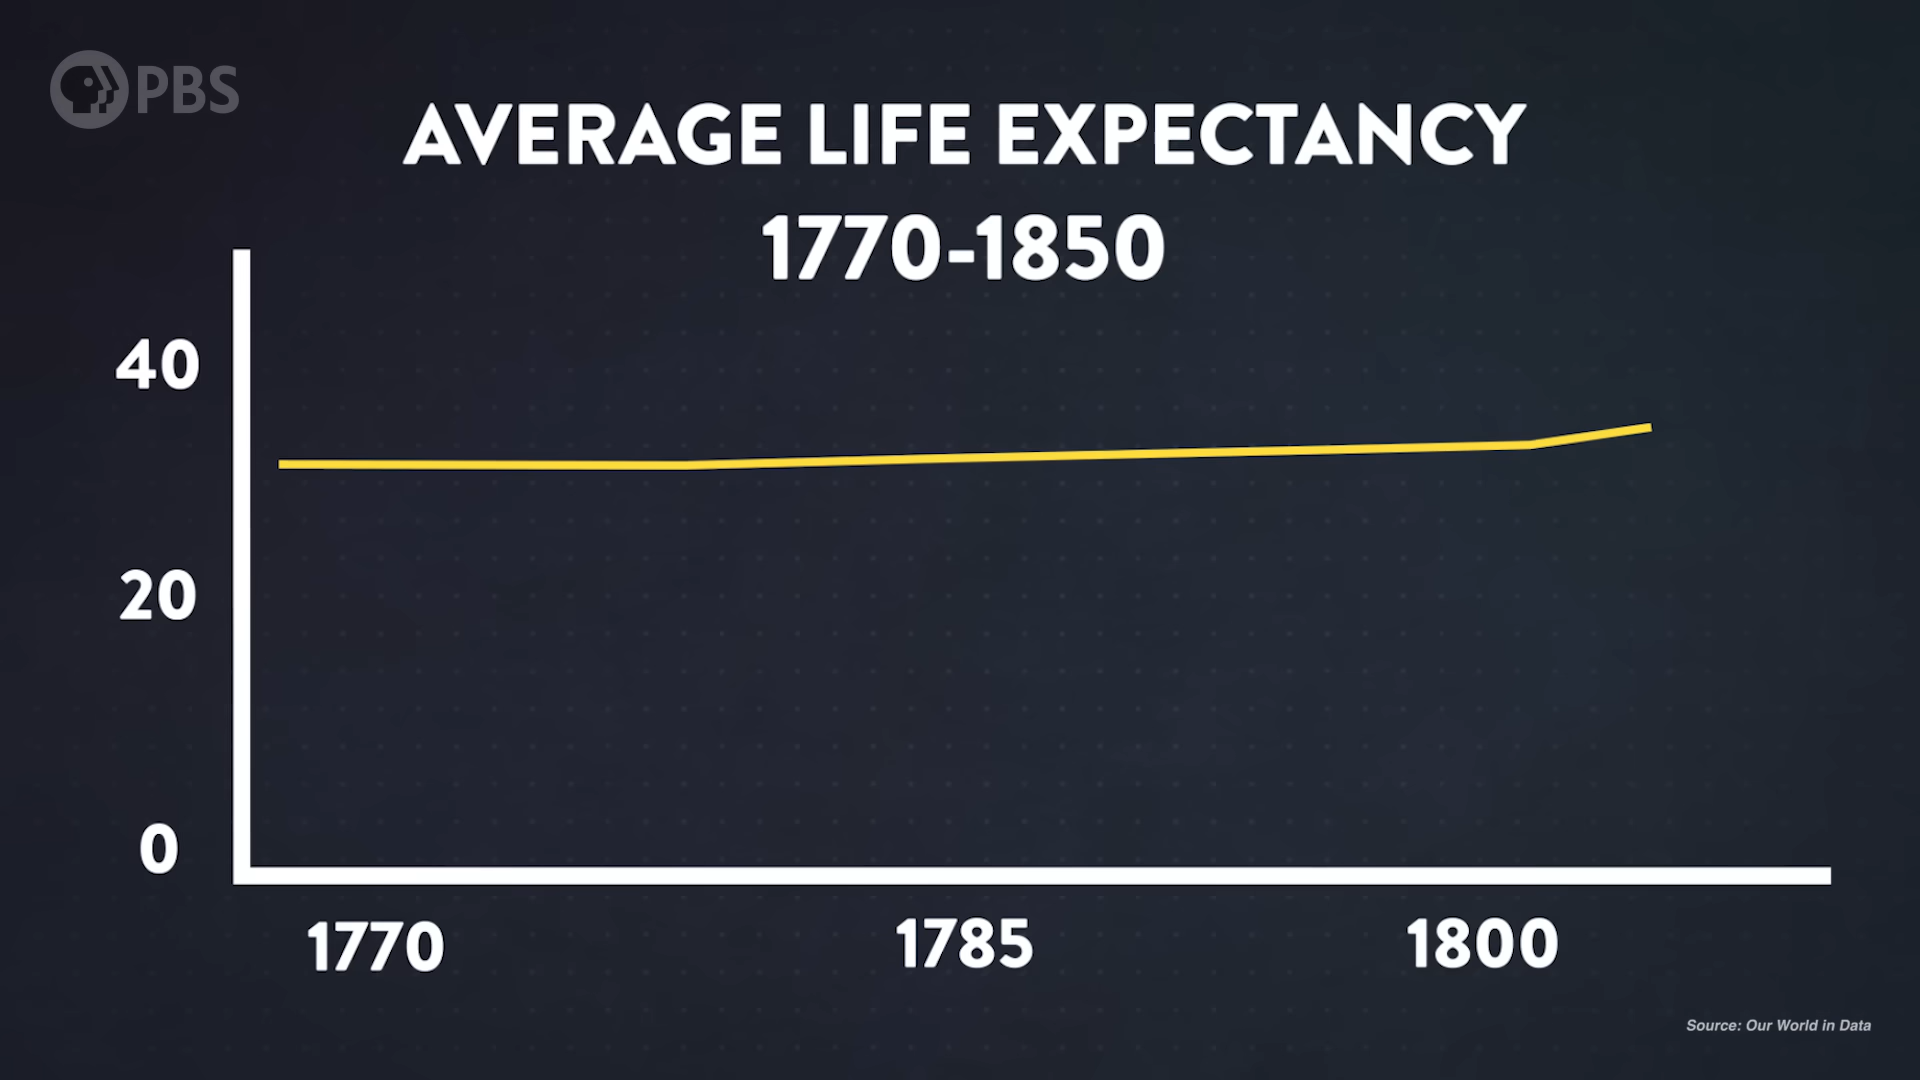 PBS
AVERAGE LIFE EXPECTANCY
1770-1850
40
20
0
1770
1785
1800
Source: Our World in Data